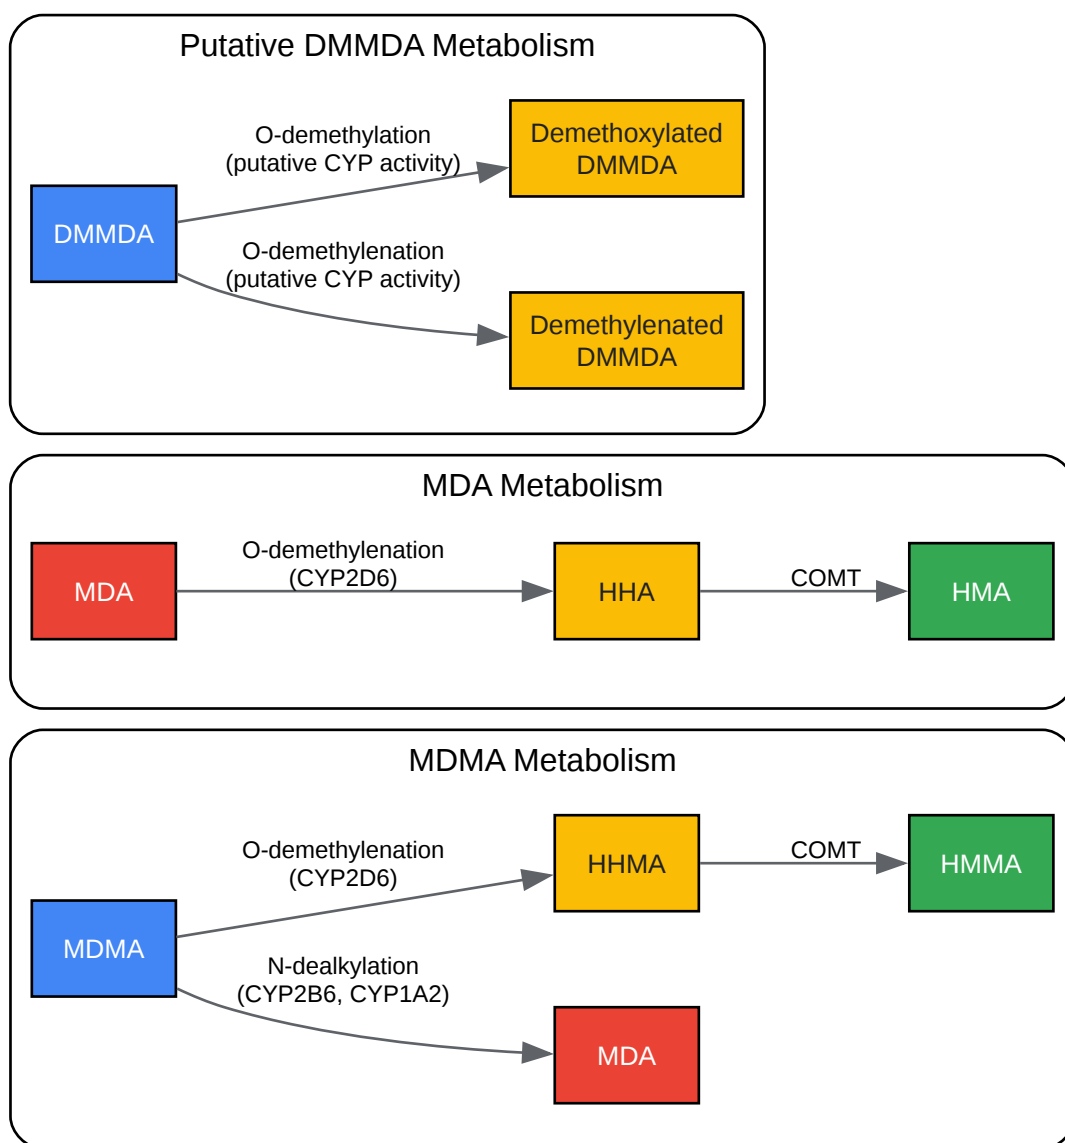 Putative DMMDA Metabolism
O-demethylation
(putative CYP activity)
Demethoxylated
DMMDA
DMMDA
O-demethylenation
(putative CYP activity)
Demethylenated
DMMDA
MDA Metabolism
O-demethylenation
(CYP2D6)
MDA
HHA
COMT
HMA
MDMA Metabolism
O-demethylenation
(CYP2D6)
HHMA
COMT
HMMA
MDMA
N-dealkylation
(CYP2B6, CYP1A2)
MDA